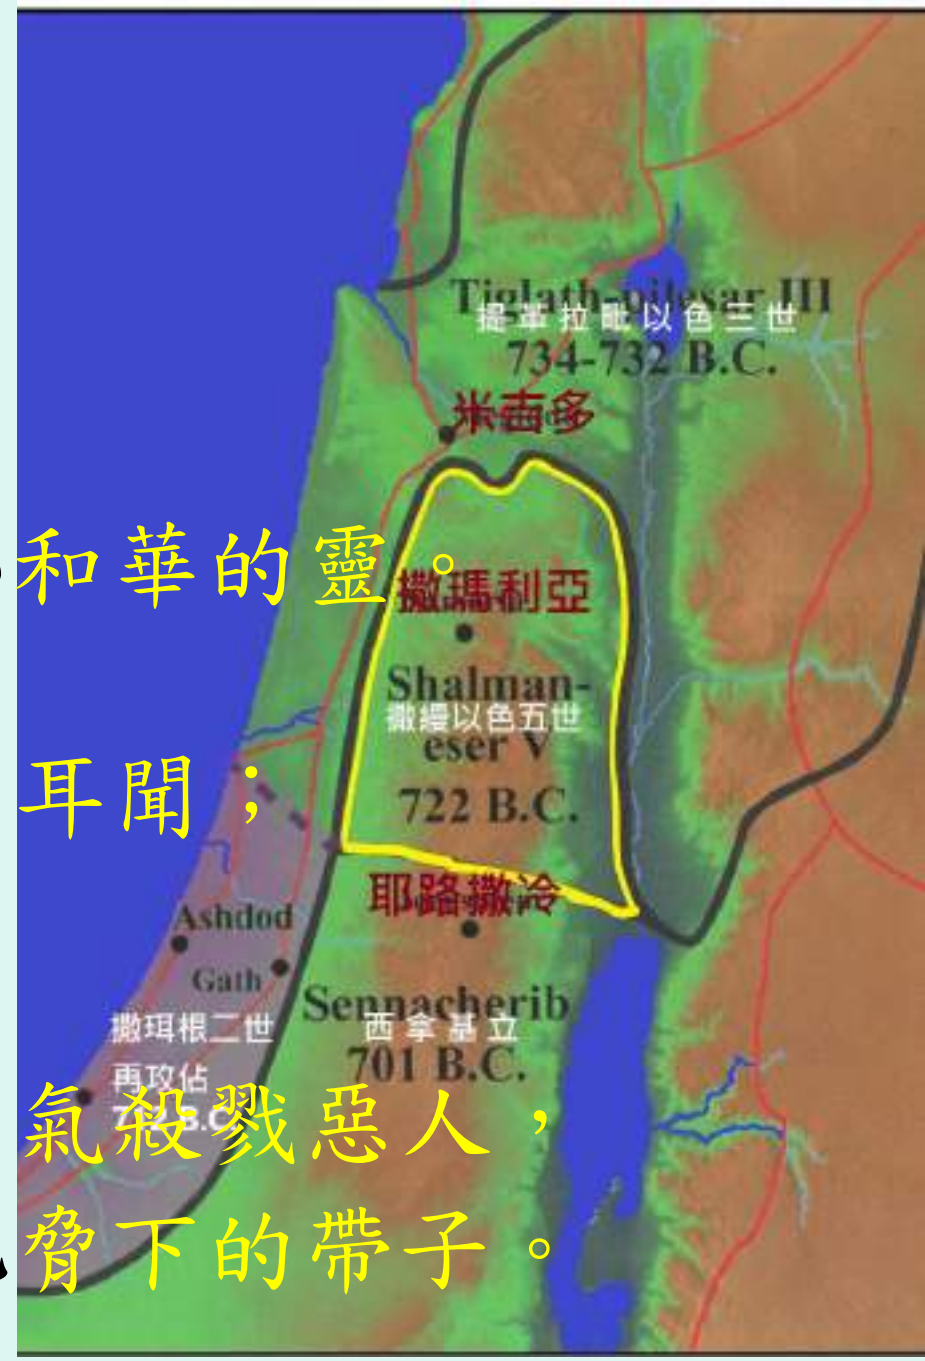 Tiglath-pilesar III
提革拉毗以色三世
734-732 B.C.
米吉多
和華的靈。
撒瑪利亞
Shalman-
撒縵以色五世
eser V
耳聞；
722 B.C.
耶路撒冷
Ashdod
Gath
Sennacherib
撒珥根二世
西拿基立
701 B.C.
再攻佔
B.C.
氣殺戮惡人，
脅下的帶子。